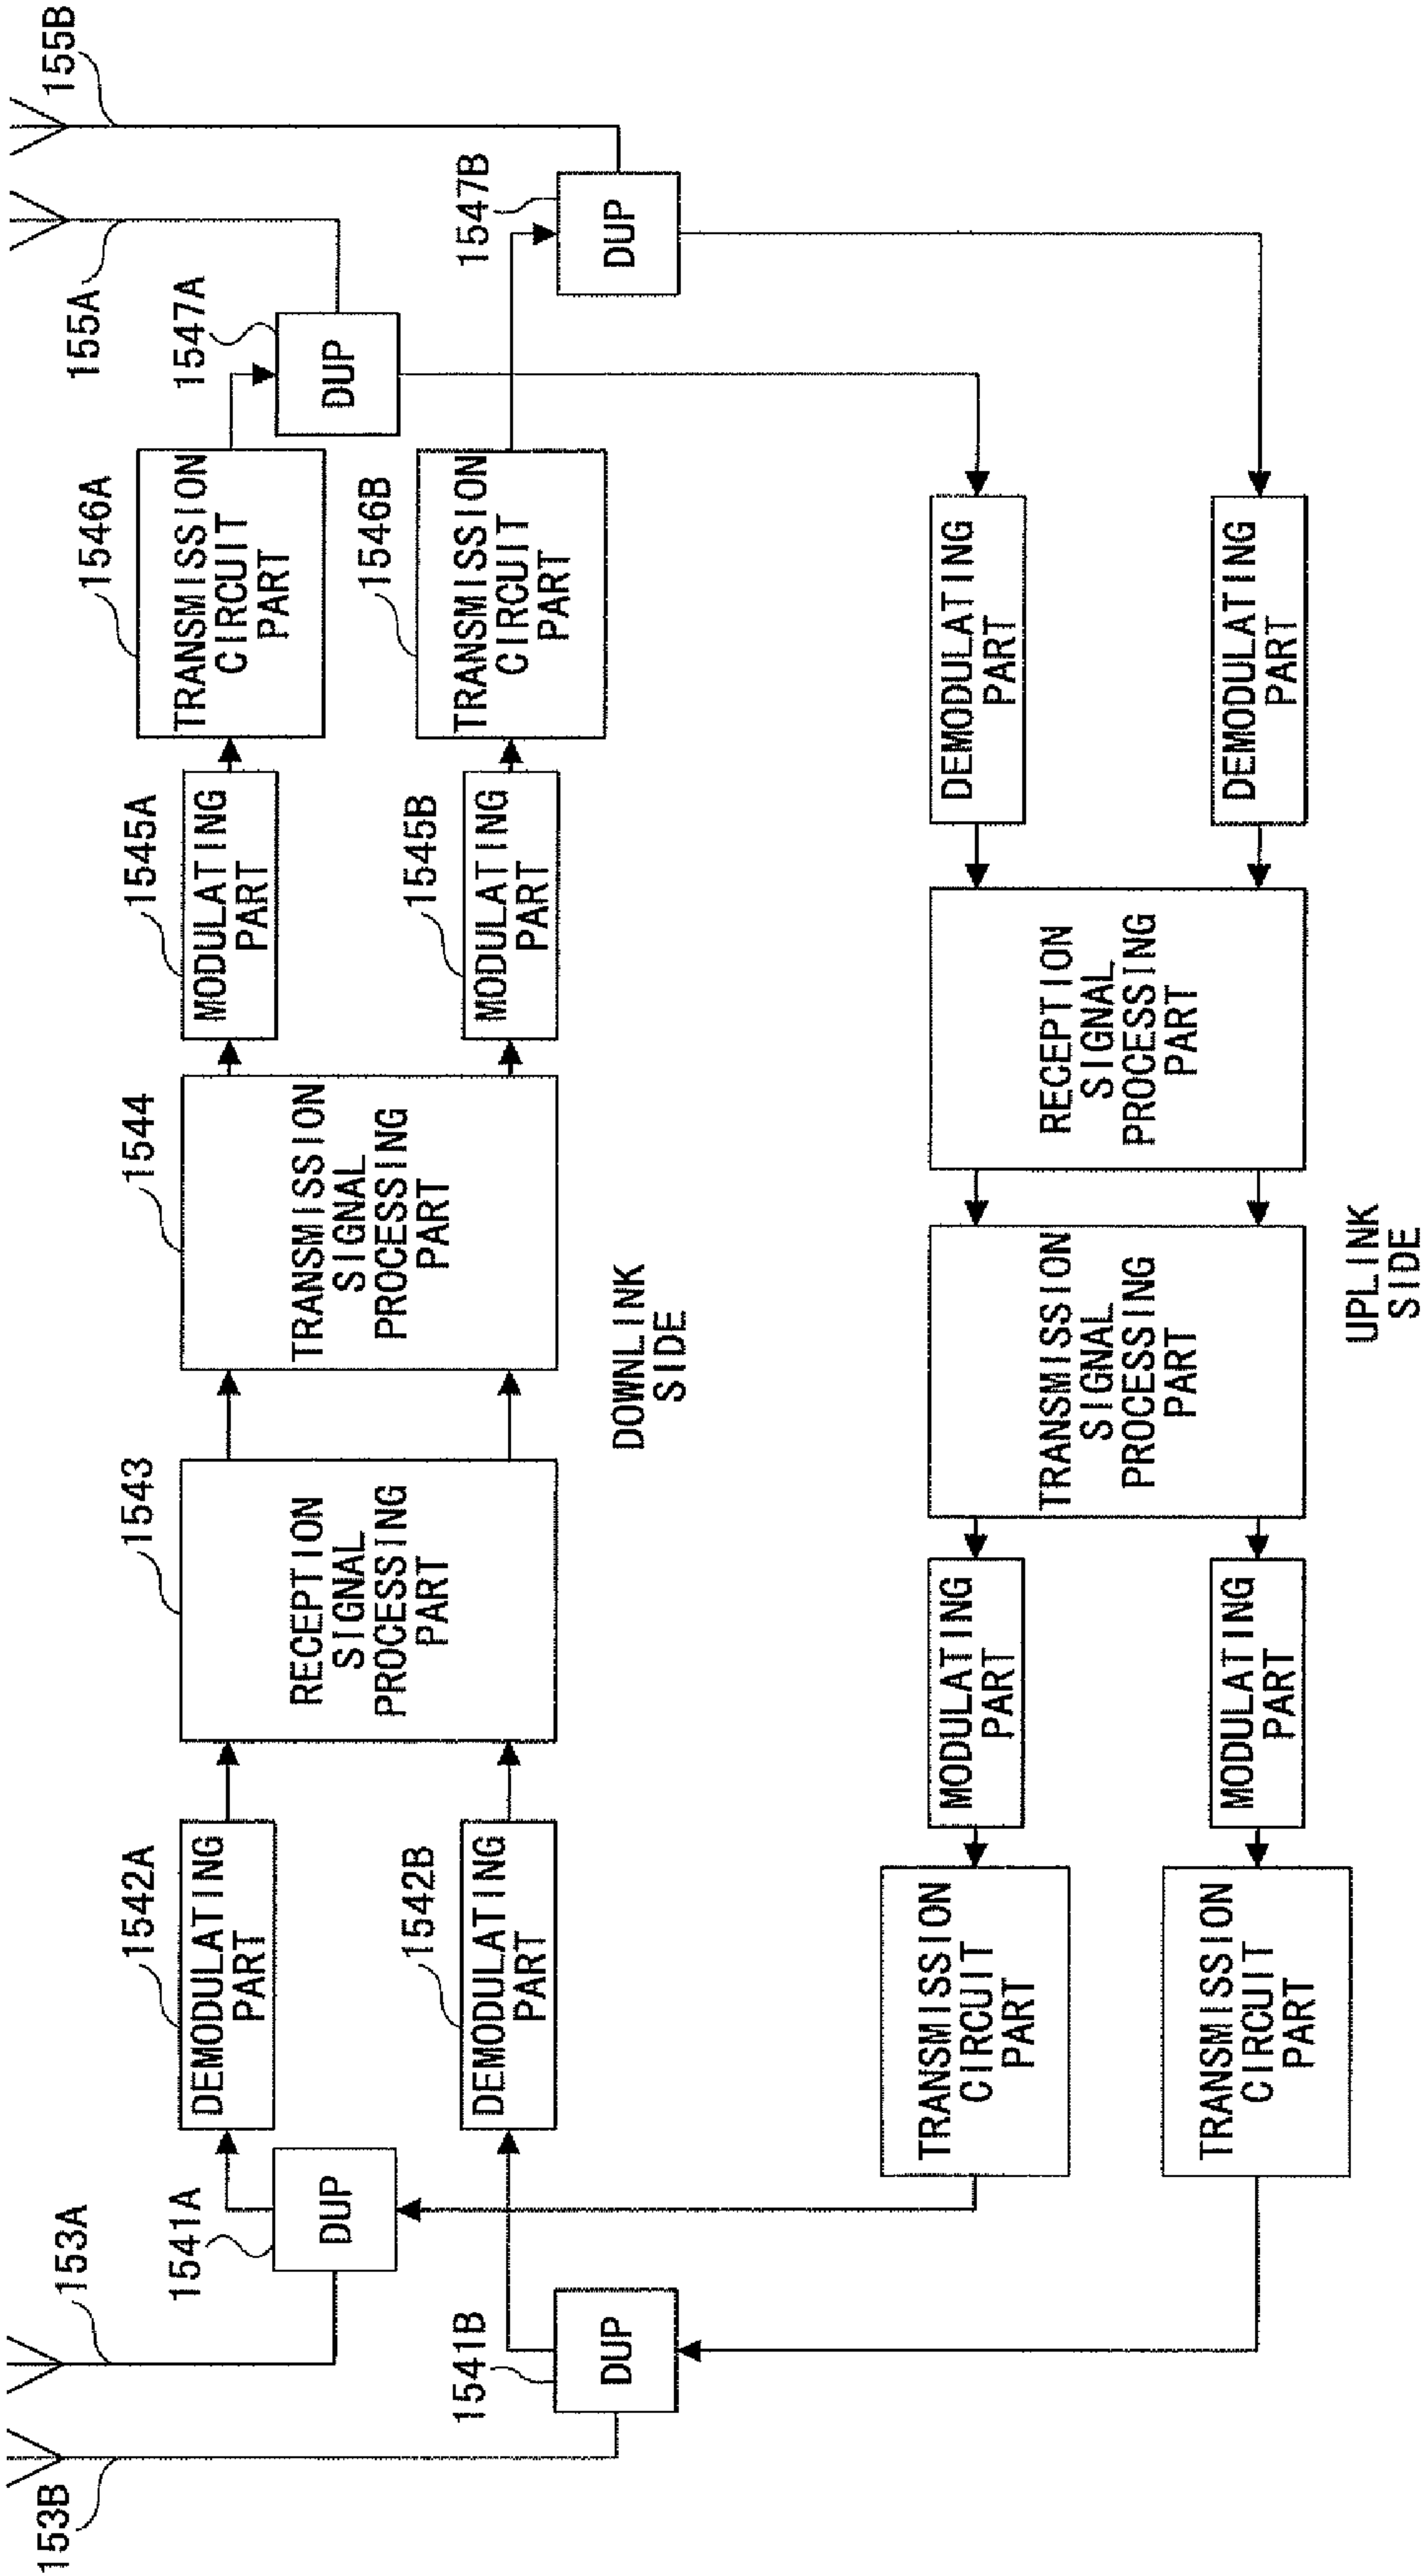 153B
153A
1541A
DUP
1541B
DUP
1542A
DEMODULATING
PART
1542B
DEMODULATING
PART
1543
RECEPTION
SIGNAL
PROCESSING
PART
1544
TRANSMISSION
SIGNAL
PROCESSING
PART
1545A
MODULATING
PART
1545B
MODULATING
PART
1546A
TRANSMISSION
CIRCUIT
PART
1546B
TRANSMISSION
CIRCUIT
PART
1547A
DUP
1547B
DUP
155A
155B
DOWNLINK
SIDE
TRANSMISSION
CIRCUIT
PART
MODULATING
PART
TRANSMISSION
SIGNAL
PROCESSING
PART
RECEPTION
SIGNAL
PROCESSING
PART
DEMODULATING
PART
TRANSMISSION
CIRCUIT
PART
MODULATING
PART
DEMODULATING
PART
UPLINK
SIDE